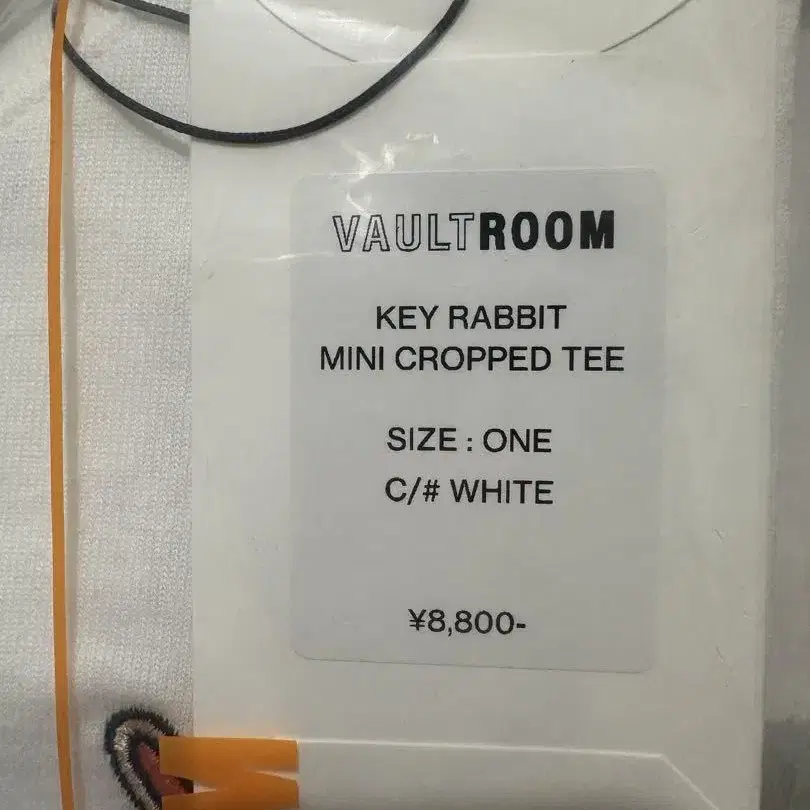 VAULTROOM
KEY RABBIT
MINI CROPPED TEE
SIZE : ONE
C/# WHITE
¥8,800-